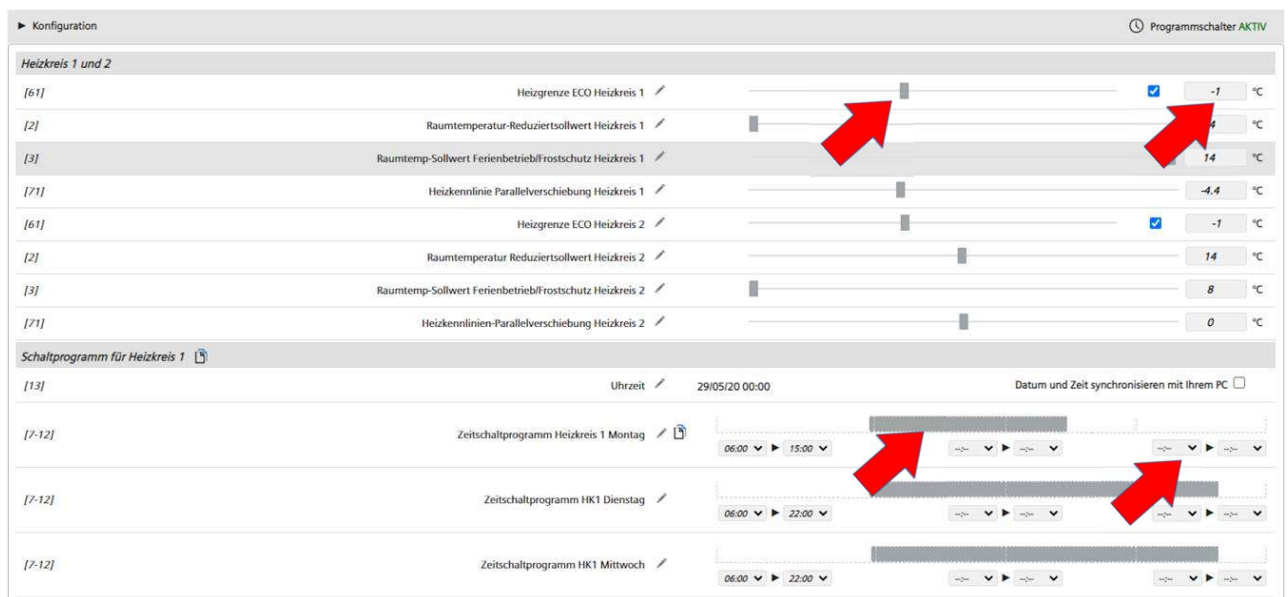 ► Konfiguration Programmschalter AKTIV
Heizkreis 1 und 2
[61] Heizgrenze ECO Heizkreis 1 -1 °C
[2] Raumtemperatur-Reduziertsollwert Heizkreis 1 °C
[3] Raumtemp-Sollwert Ferienbetrieb/Frostschutz Heizkreis 1 14 °C
[71] Heizkennlinie Parallelverschiebung Heizkreis 1 -4.4 °C
[61] Heizgrenze ECO Heizkreis 2 -1 °C
[2] Raumtemperatur Reduziertsollwert Heizkreis 2 14 °C
[3] Raumtemp-Sollwert Ferienbetrieb/Frostschutz Heizkreis 2 8 °C
[71] Heizkennlinien-Parallelverschiebung Heizkreis 2 0 °C
Schaltprogramm für Heizkreis 1
[13] Uhrzeit 29/05/20 00:00 Datum und Zeit synchronisieren mit Ihrem PC
[7-12] Zeitschaltprogramm Heizkreis 1 Montag
06:00 ► 15:00 --:-- ► --:-- --:-- ► --:--
[7-12] Zeitschaltprogramm HK1 Dienstag
06:00 ► 22:00 --:-- ► --:-- --:-- ► --:--
[7-12] Zeitschaltprogramm HK1 Mittwoch
06:00 ► 22:00 --:-- ► --:-- --:-- ► --:--